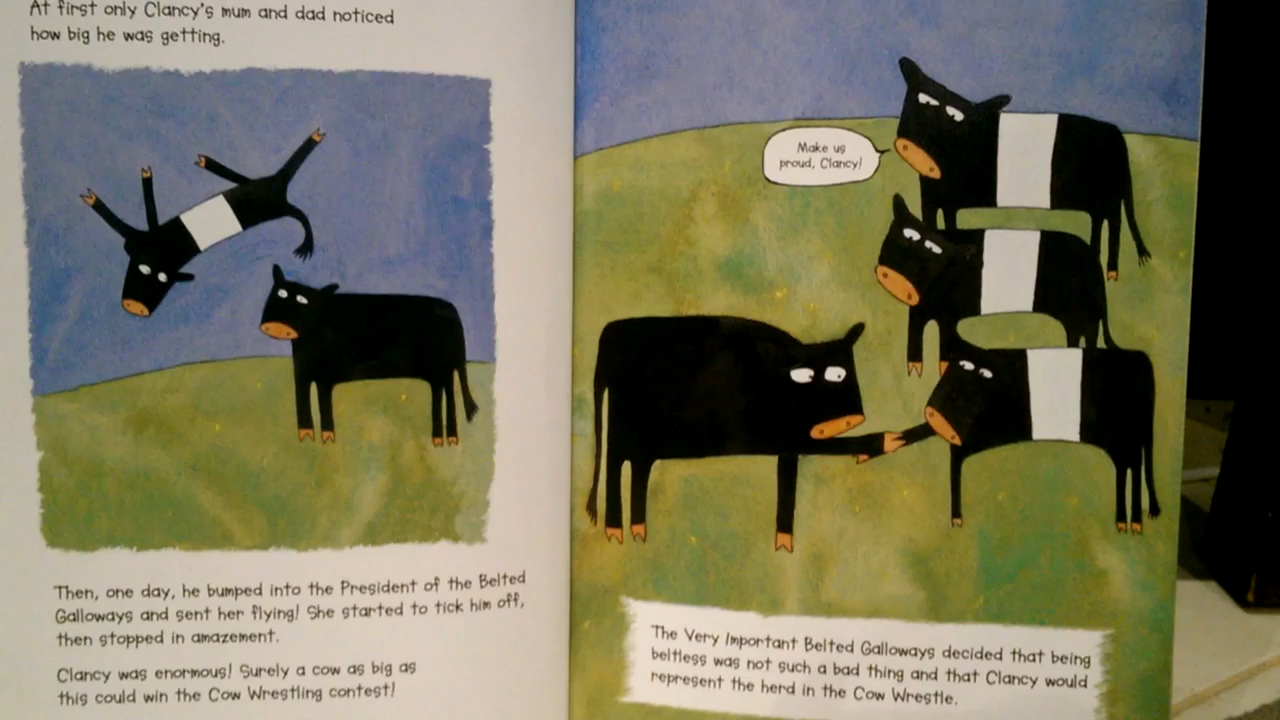 At first only Clancy's mum and dad noticed
how big he was getting.
Then, one day, he bumped into the President of the Belted
Galloways and sent her flying! She started to tick him off,
then stopped in amazement.
Clancy was enormous! Surely a cow as big as
this could win the Cow Wrestling contest!
Make us
proud, Clancy!
The Very Important Belted Galloways decided that being
beltless was not such a bad thing and that Clancy would
represent the herd in the Cow Wrestle.